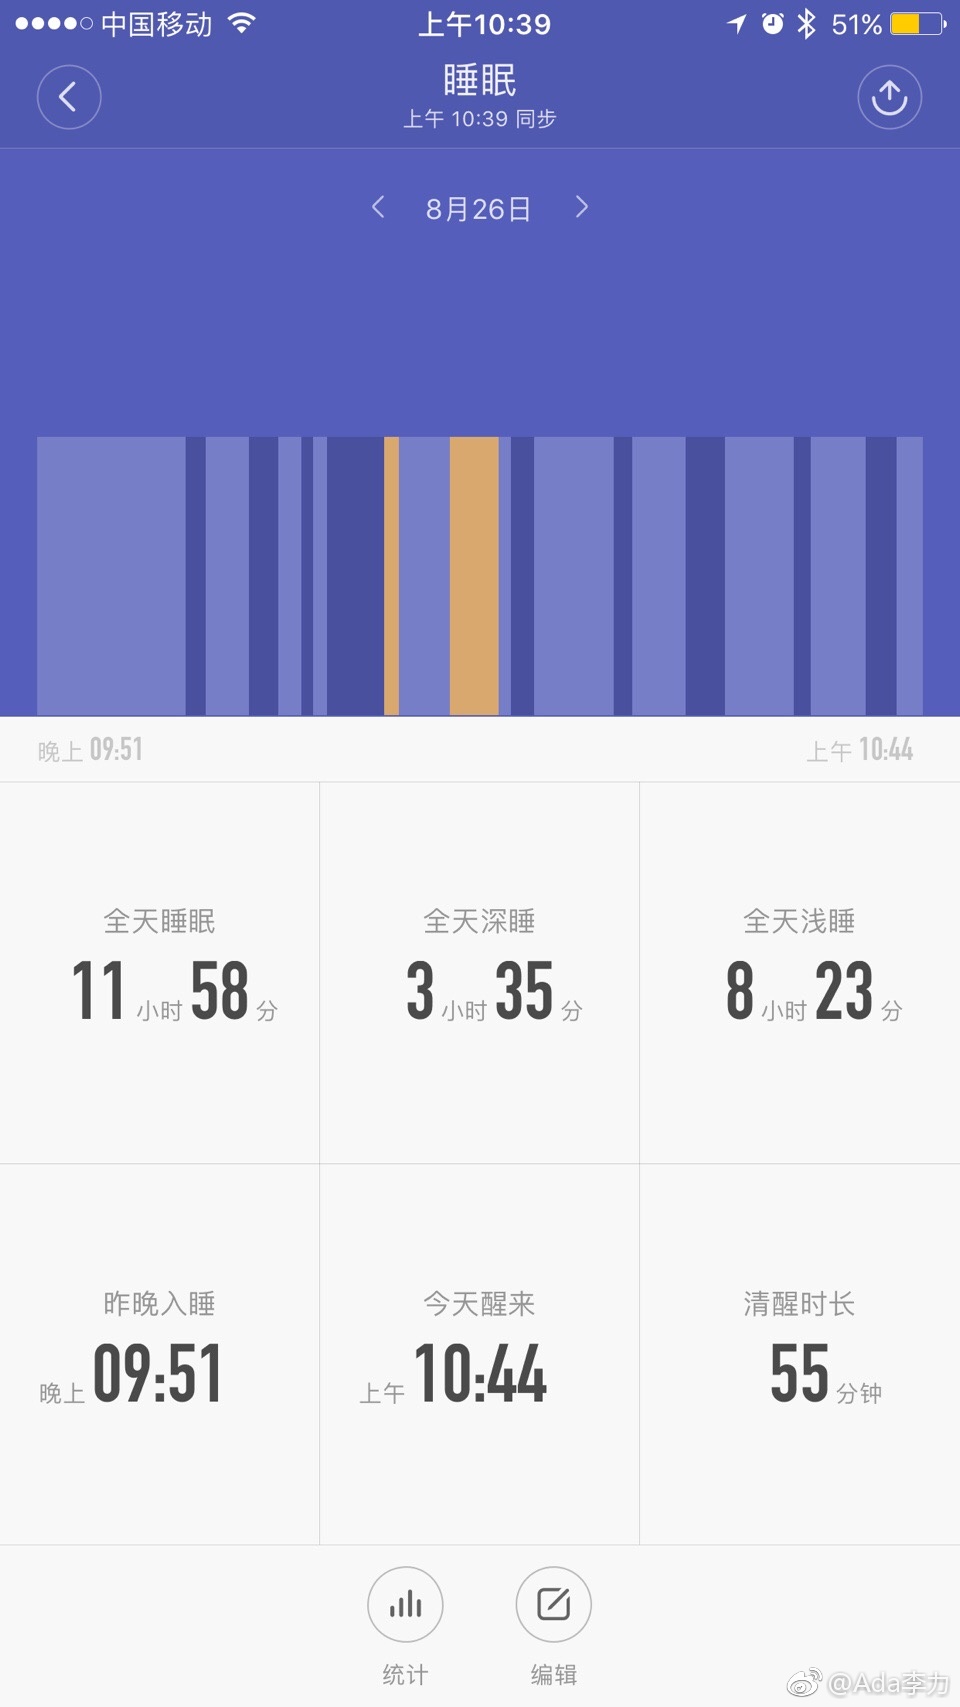 中国移动 上午10:39 51%
睡眠
上午 10:39 同步
8月26日
晚上 09:51 上午 10:44
全天睡眠 全天深睡 全天浅睡
11 小时 58 分 3 小时 35 分 8 小时 23 分
昨晚入睡 今天醒来 清醒时长
晚上 09:51 上午 10:44 55 分钟
统计 编辑
@Ada李力